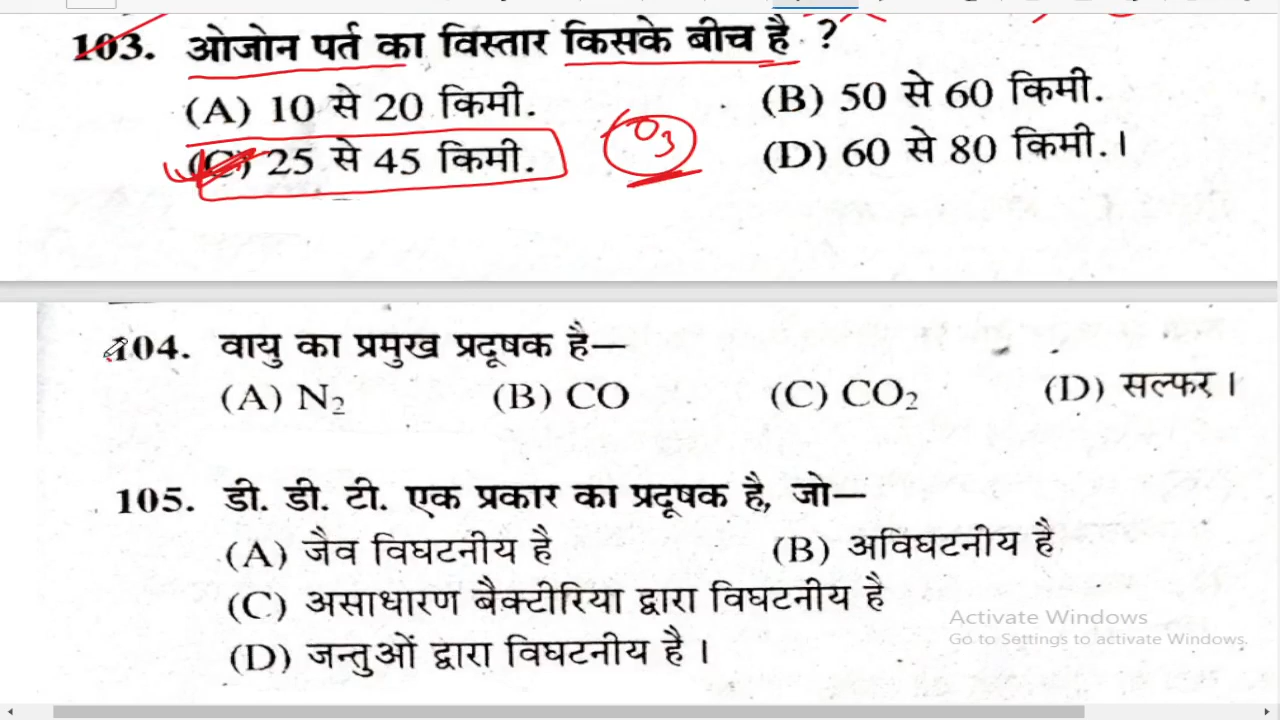 103. ओजोन पर्त का विस्तार किसके बीच है ?
(A) 10 से 20 किमी. (B) 50 से 60 किमी.
(C) 25 से 45 किमी. (D) 60 से 80 किमी.।
O3
104. वायु का प्रमुख प्रदूषक है—
(A) N₂ (B) CO (C) CO₂ (D) सल्फर।
105. डी. डी. टी. एक प्रकार का प्रदूषक है, जो—
(A) जैव विघटनीय है (B) अविघटनीय है
(C) असाधारण बैक्टीरिया द्वारा विघटनीय है
(D) जन्तुओं द्वारा विघटनीय है।
Activate Windows
Go to Settings to activate Windows.